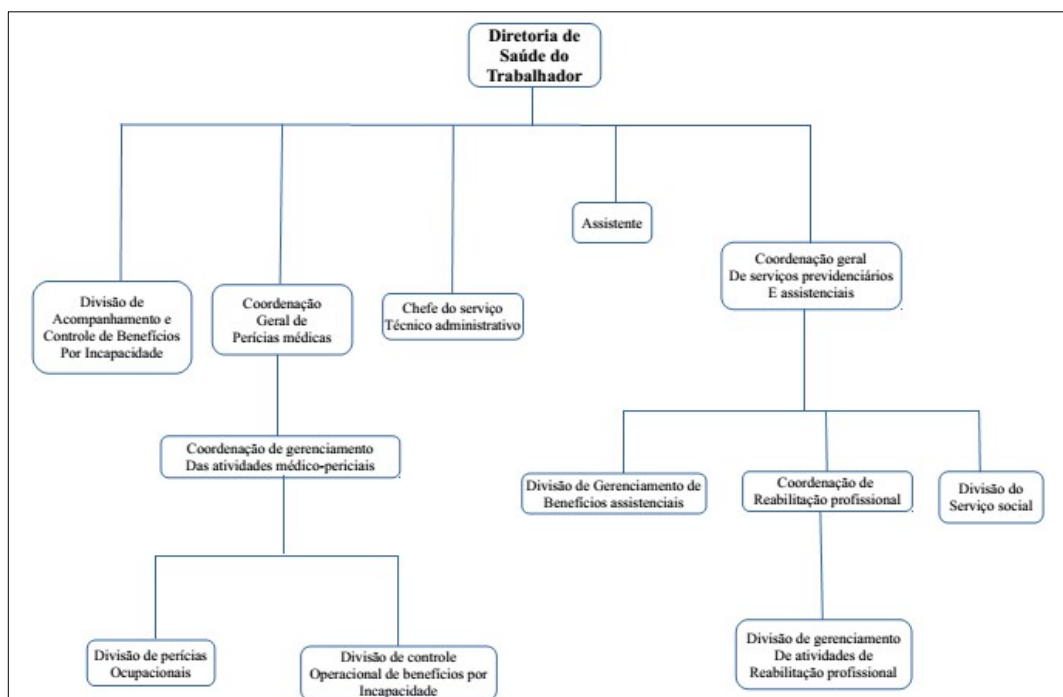 Diretoria de
Saúde do
Trabalhador
Assistente
Coordenação geral
De serviços previdenciários
E assistenciais
Divisão de
Acompanhamento e
Controle de Benefícios
Por Incapacidade
Coordenação
Geral de
Perícias médicas
Chefe do serviço
Técnico administrativo
Coordenação de gerenciamento
Das atividades médico-periciais
Divisão de Gerenciamento de
Benefícios assistenciais
Coordenação de
Reabilitação profissional
Divisão do
Serviço social
Divisão de perícias
Ocupacionais
Divisão de controle
Operacional de benefícios por
Incapacidade
Divisão de gerenciamento
De atividades de
Reabilitação profissional